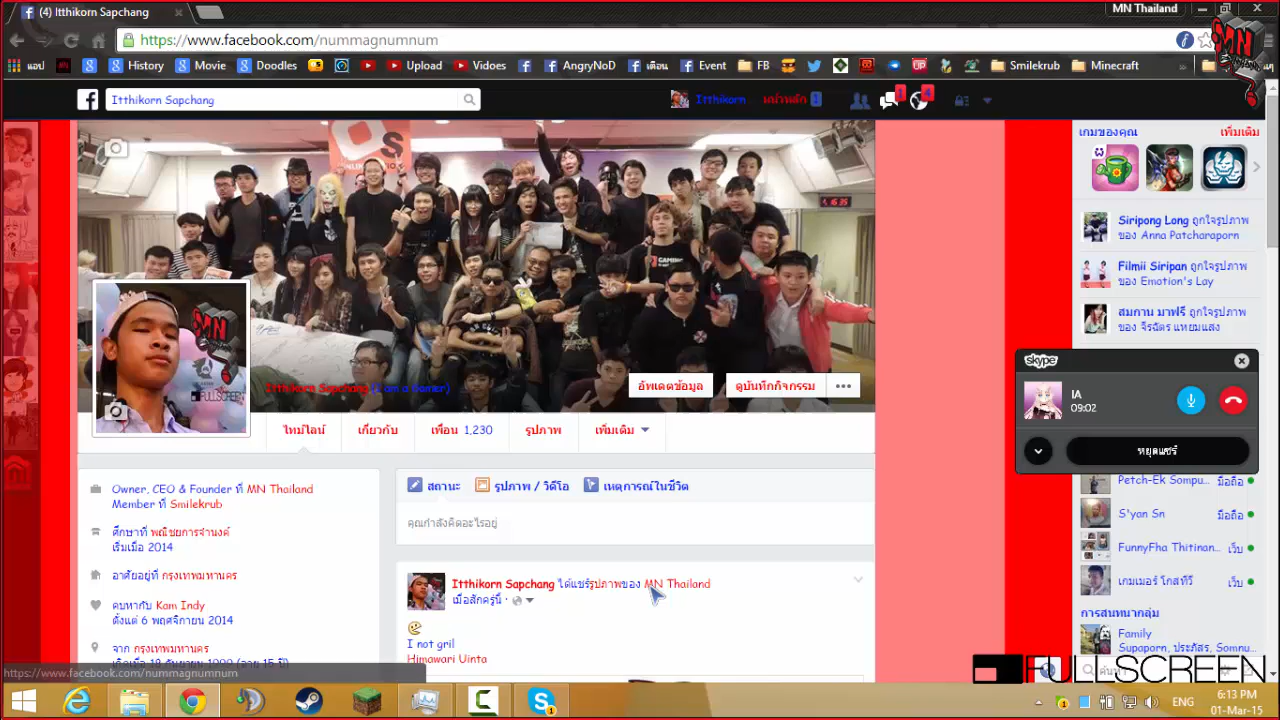 (4) Itthikorn Sapchang
MN Thailand
https://www.facebook.com/nummagnumnum
แอป
History
Movie
Doodles
Upload
Vidoes
AngryNoD
เตือน
Event
FB
Smilekrub
Minecraft
»
MN
Itthikorn Sapchang
Itthikorn
หน้าหลัก 1
1
4
เกมของคุณ
เพิ่มเติม
Siripong Long ถูกใจรูปภาพ
ของ Anna Patcharaporn
Filmii Siripan ถูกใจรูปภาพ
ของ Emotion's Lay
สมกาน มาฟรี ถูกใจรูปภาพ
ของ จิรฉัตร แหยมแสง
Itthikorn Sapchang (I am a Gamer)
อัพเดตข้อมูล
ดูบันทึกกิจกรรม
ไทม์ไลน์
เกี่ยวกับ
เพื่อน 1,230
รูปภาพ
เพิ่มเติม
skype
IA
09:02
หยุดแชร์
Owner, CEO & Founder ที่ MN Thailand
Member ที่ Smilekrub
ศึกษาที่ พณิชยการจำนงค์
เริ่มเมื่อ 2014
อาศัยอยู่ที่ กรุงเทพมหานคร
คบหากับ Kam Indy
ตั้งแต่ 6 พฤศจิกายน 2014
จาก กรุงเทพมหานคร
สถานะ
รูปภาพ / วิดีโอ
เหตุการณ์ในชีวิต
คุณกำลังคิดอะไรอยู่
Itthikorn Sapchang ได้แชร์รูปภาพของ MN Thailand
เมื่อสักครู่นี้ ·
I not gril
Himawari Uinta
Petch-Ek Sompu... มือถือ
S'yan Sn มือถือ
FunnyFha Thitinan... เว็บ
เกมเมอร์ โกสทีวี เว็บ
การสนทนากลุ่ม
Family
Supaporn, ประภัสร, Somnu...
ค้นหา
FULLSCREEN
https://www.facebook.com/nummagnumnum
ENG
6:13 PM
01-Mar-15